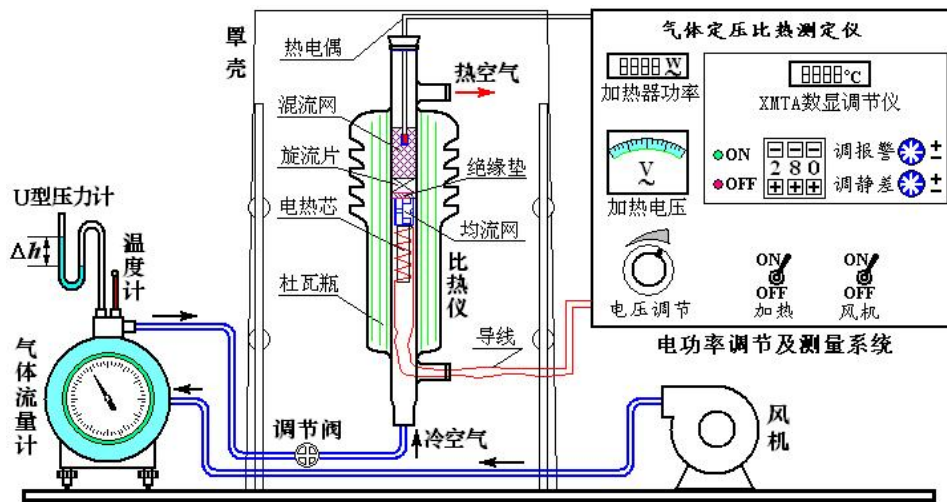 罩壳
热电偶
热空气
混流网
旋流片
绝缘垫
电热芯
均流网
比热仪
杜瓦瓶
导线
冷空气
调节阀
U型压力计
Δh
温度计
气体流量计
风机
气体定压比热测定仪
W
~
加热器功率
°C
XMTA数显调节仪
V
~
加热电压
ON
OFF
2 8 0
调报警
调静差
电压调节
ON
OFF
加热
ON
OFF
风机
电功率调节及测量系统